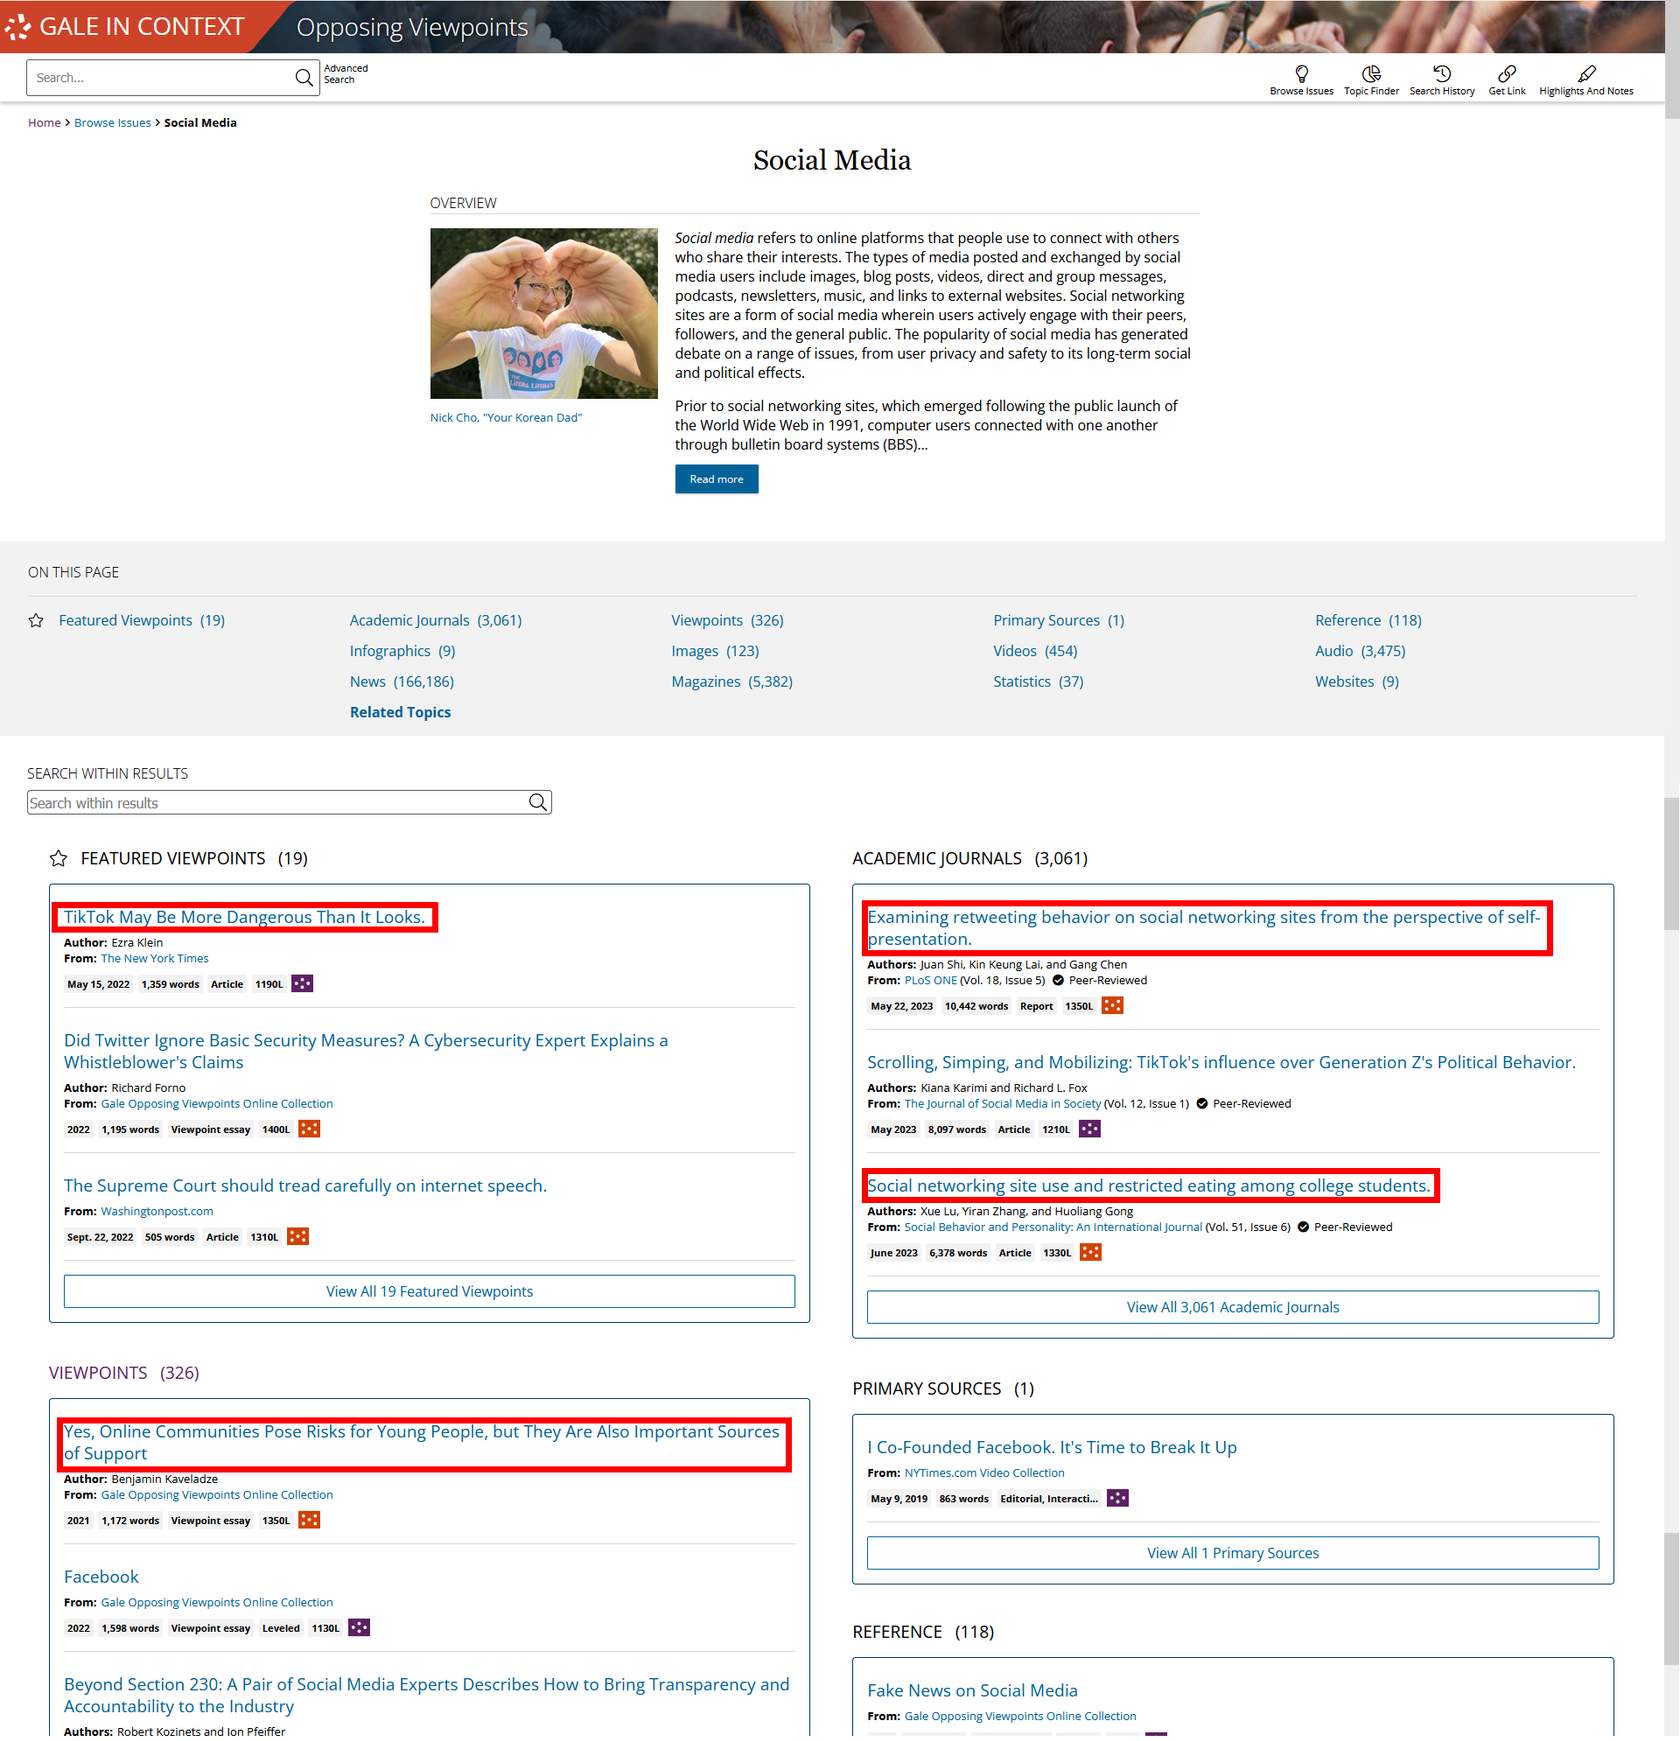 GALE IN CONTEXT
Opposing Viewpoints
Search...
Advanced
Search
Browse Issues
Topic Finder
Search History
Get Link
Highlights And Notes
Home > Browse Issues > Social Media
Social Media
OVERVIEW
Social media refers to online platforms that people use to connect with others
who share their interests. The types of media posted and exchanged by social
media users include images, blog posts, videos, direct and group messages,
podcasts, newsletters, music, and links to external websites. Social networking
sites are a form of social media wherein users actively engage with their peers,
followers, and the general public. The popularity of social media has generated
debate on a range of issues, from user privacy and safety to its long-term social
and political effects.
Nick Cho, "Your Korean Dad"
Prior to social networking sites, which emerged following the public launch of
the World Wide Web in 1991, computer users connected with one another
through bulletin board systems (BBS)...
Read more
ON THIS PAGE
Featured Viewpoints (19)
Academic Journals (3,061)
Viewpoints (326)
Primary Sources (1)
Reference (118)
Infographics (9)
Images (123)
Videos (454)
Audio (3,475)
News (166,186)
Magazines (5,382)
Statistics (37)
Websites (9)
Related Topics
SEARCH WITHIN RESULTS
Search within results
FEATURED VIEWPOINTS (19)
TikTok May Be More Dangerous Than It Looks.
Author: Ezra Klein
From: The New York Times
May 15, 2022 1,359 words Article 1190L
Did Twitter Ignore Basic Security Measures? A Cybersecurity Expert Explains a
Whistleblower's Claims
Author: Richard Forno
From: Gale Opposing Viewpoints Online Collection
2022 1,195 words Viewpoint essay 1400L
The Supreme Court should tread carefully on internet speech.
From: Washingtonpost.com
Sept. 22, 2022 505 words Article 1310L
View All 19 Featured Viewpoints
ACADEMIC JOURNALS (3,061)
Examining retweeting behavior on social networking sites from the perspective of self-
presentation.
Authors: Juan Shi, Kin Keung Lai, and Gang Chen
From: PLoS ONE (Vol. 18, Issue 5) Peer-Reviewed
May 22, 2023 10,442 words Report 1350L
Scrolling, Simping, and Mobilizing: TikTok's influence over Generation Z's Political Behavior.
Authors: Kiana Karimi and Richard L. Fox
From: The Journal of Social Media in Society (Vol. 12, Issue 1) Peer-Reviewed
May 2023 8,097 words Article 1210L
Social networking site use and restricted eating among college students.
Authors: Xue Lu, Yiran Zhang, and Huoliang Gong
From: Social Behavior and Personality: An International Journal (Vol. 51, Issue 6) Peer-Reviewed
June 2023 6,378 words Article 1330L
View All 3,061 Academic Journals
VIEWPOINTS (326)
Yes, Online Communities Pose Risks for Young People, but They Are Also Important Sources
of Support
Author: Benjamin Kaveladze
From: Gale Opposing Viewpoints Online Collection
2021 1,172 words Viewpoint essay 1350L
Facebook
From: Gale Opposing Viewpoints Online Collection
2022 1,598 words Viewpoint essay Leveled 1130L
Beyond Section 230: A Pair of Social Media Experts Describes How to Bring Transparency and
Accountability to the Industry
Authors: Robert Kozinets and Jon Pfeiffer
PRIMARY SOURCES (1)
I Co-Founded Facebook. It's Time to Break It Up
From: NYTimes.com Video Collection
May 9, 2019 863 words Editorial, Interacti...
View All 1 Primary Sources
REFERENCE (118)
Fake News on Social Media
From: Gale Opposing Viewpoints Online Collection